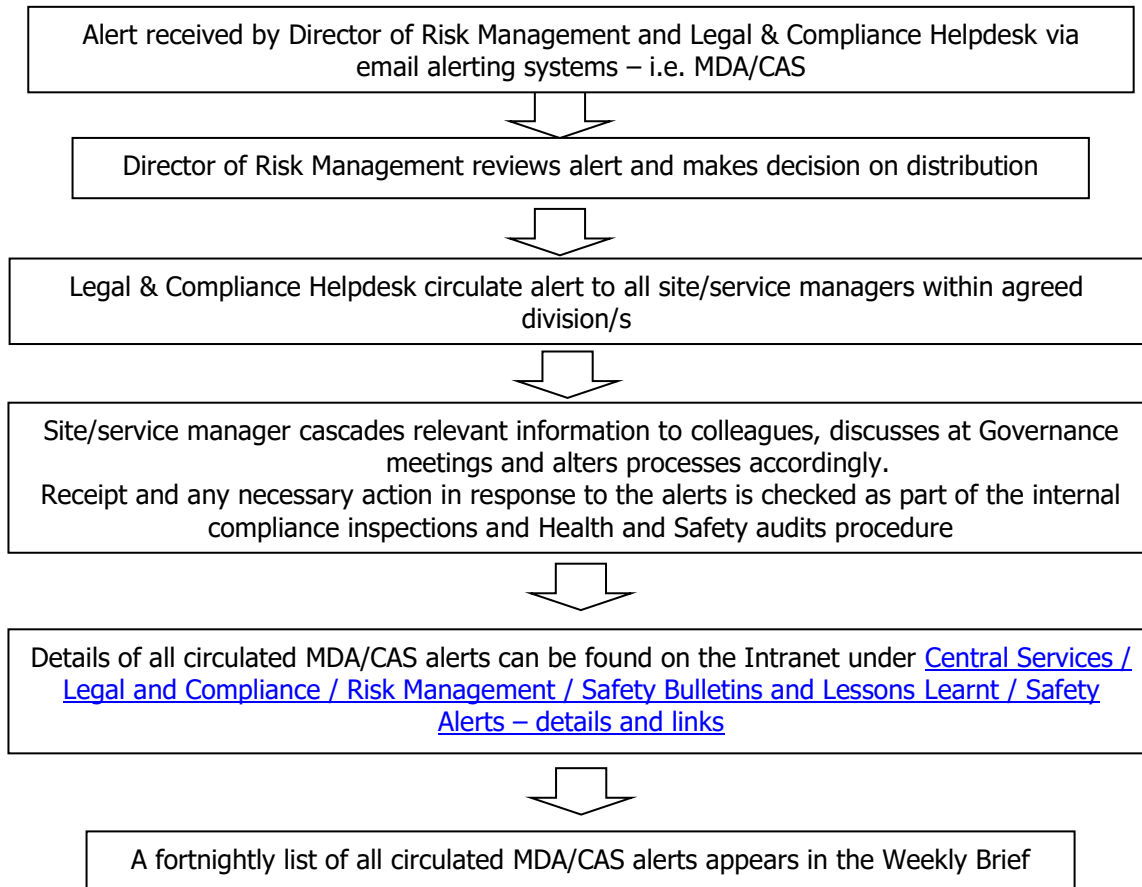 Alert received by Director of Risk Management and Legal & Compliance Helpdesk via
email alerting systems – i.e. MDA/CAS
Director of Risk Management reviews alert and makes decision on distribution
Legal & Compliance Helpdesk circulate alert to all site/service managers within agreed
division/s
Site/service manager cascades relevant information to colleagues, discusses at Governance
meetings and alters processes accordingly.
Receipt and any necessary action in response to the alerts is checked as part of the internal
compliance inspections and Health and Safety audits procedure
Details of all circulated MDA/CAS alerts can be found on the Intranet under Central Services /
Legal and Compliance / Risk Management / Safety Bulletins and Lessons Learnt / Safety
Alerts – details and links
A fortnightly list of all circulated MDA/CAS alerts appears in the Weekly Brief